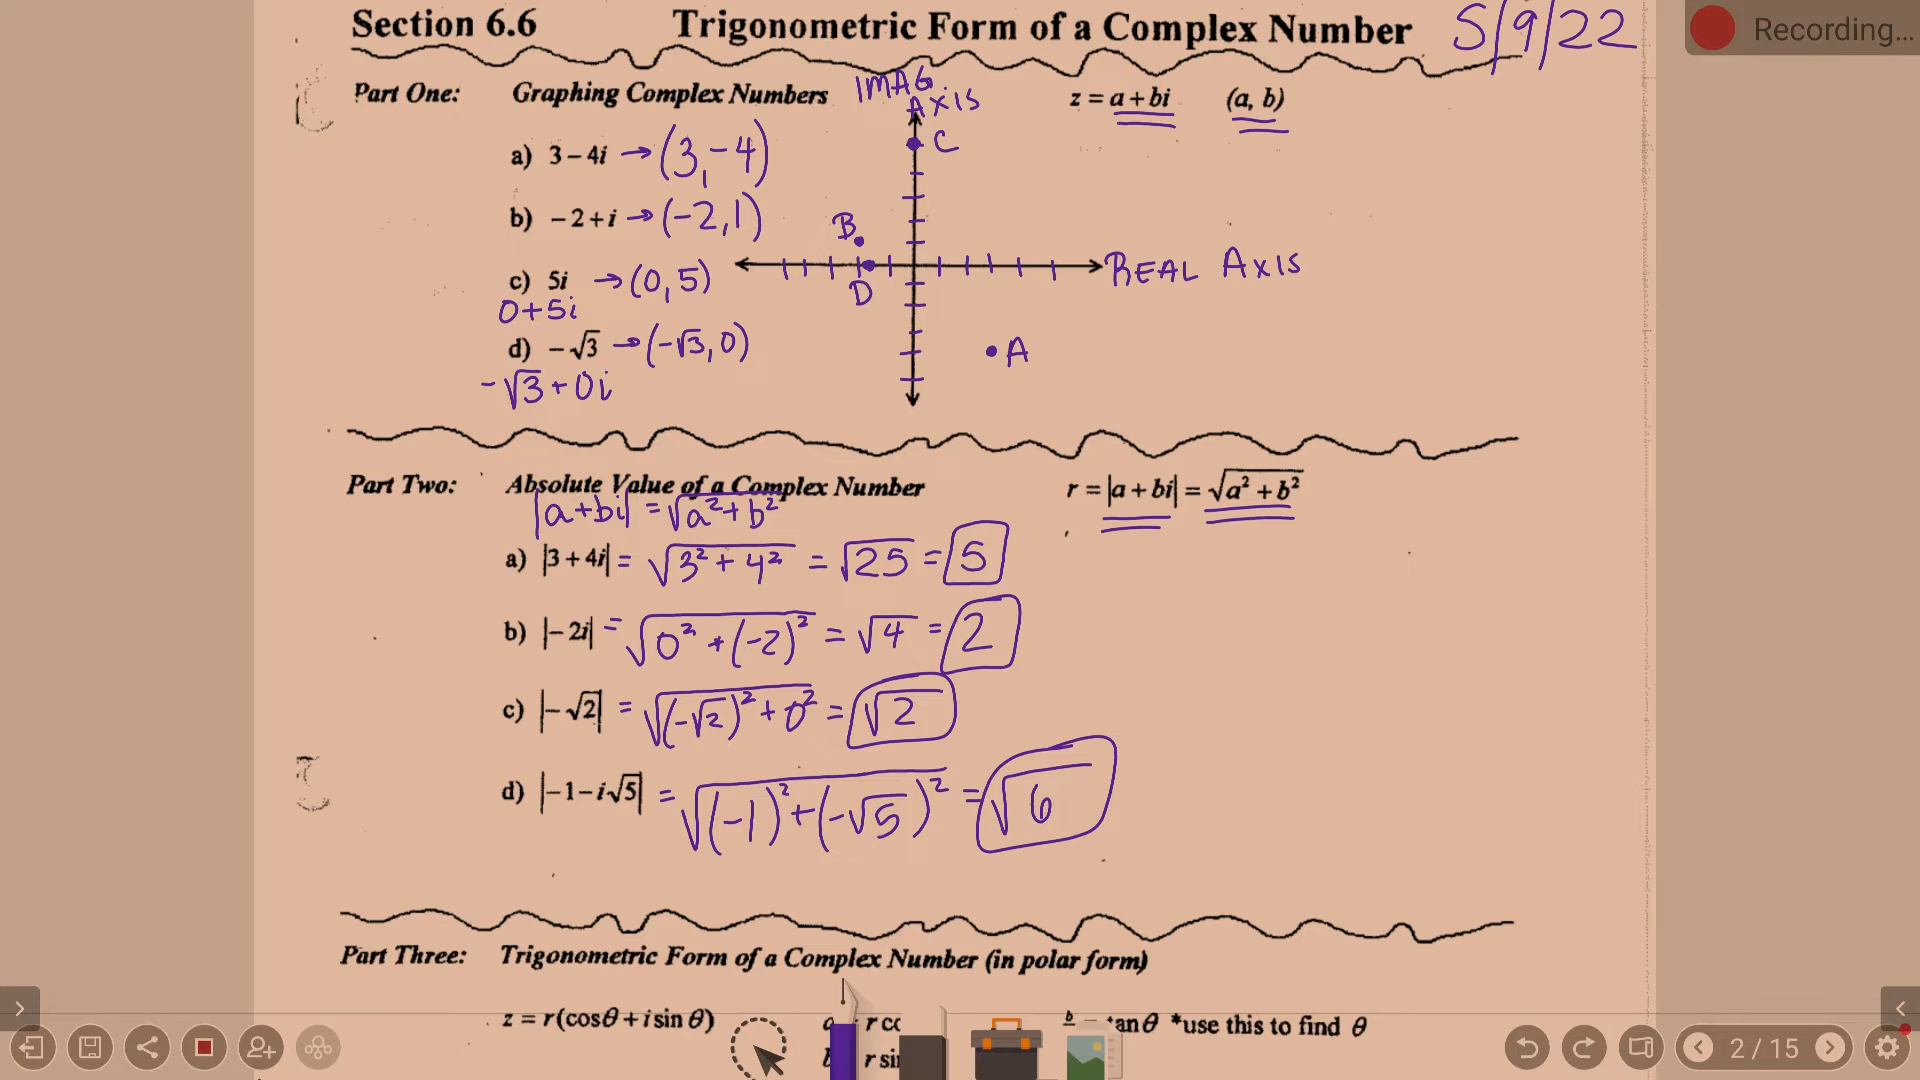 Section 6.6 Trigonometric Form of a Complex Number 5/9/22
Recording...
Part One: Graphing Complex Numbers z = a + bi (a, b)
IMAG
AXIS
C
a) 3 – 4i → (3, -4)
b) – 2 + i → (-2, 1)
B
c) 5i → (0, 5)
REAL AXIS
D
0+5i
d) – √3 → (-√3, 0)
A
-√3 + 0i
Part Two: Absolute Value of a Complex Number r = |a + bi| = √a² + b²
|a+bi| = √a²+b²
a) |3 + 4i| = √3²+4² = √25 = 5
b) |– 2i| = √0²+(-2)² = √4 = 2
c) |– √2| = √(-√2)²+0² = √2
d) |–1 – i√5| = √(-1)²+(-√5)² = √6
Part Three: Trigonometric Form of a Complex Number (in polar form)
z = r(cosθ + i sin θ) r tanθ *use this to find θ
r
2 / 15